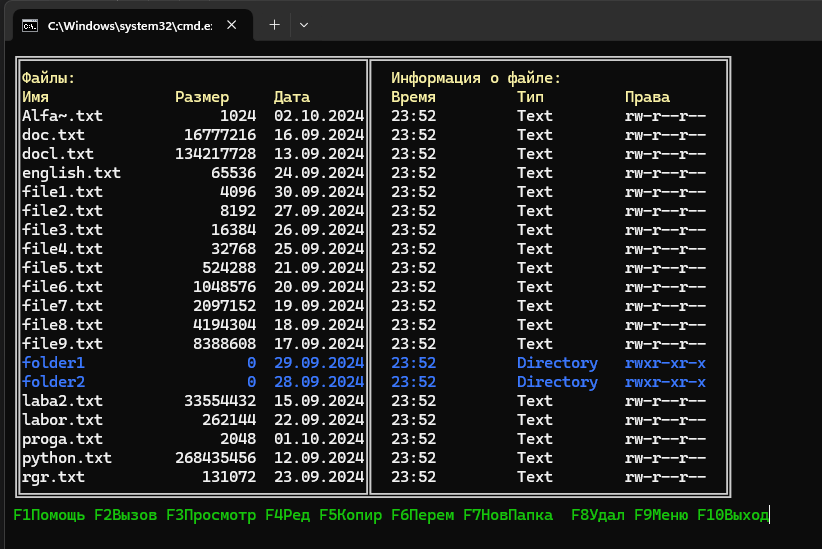 C:\Windows\system32\cmd.e
Файлы: Информация о файле:
Имя Размер Дата Время Тип Права
Alfa~.txt 1024 02.10.2024 23:52 Text rw-r--r--
doc.txt 16777216 16.09.2024 23:52 Text rw-r--r--
docl.txt 134217728 13.09.2024 23:52 Text rw-r--r--
english.txt 65536 24.09.2024 23:52 Text rw-r--r--
file1.txt 4096 30.09.2024 23:52 Text rw-r--r--
file2.txt 8192 27.09.2024 23:52 Text rw-r--r--
file3.txt 16384 26.09.2024 23:52 Text rw-r--r--
file4.txt 32768 25.09.2024 23:52 Text rw-r--r--
file5.txt 524288 21.09.2024 23:52 Text rw-r--r--
file6.txt 1048576 20.09.2024 23:52 Text rw-r--r--
file7.txt 2097152 19.09.2024 23:52 Text rw-r--r--
file8.txt 4194304 18.09.2024 23:52 Text rw-r--r--
file9.txt 8388608 17.09.2024 23:52 Text rw-r--r--
folder1 0 29.09.2024 23:52 Directory rwxr-xr-x
folder2 0 28.09.2024 23:52 Directory rwxr-xr-x
laba2.txt 33554432 15.09.2024 23:52 Text rw-r--r--
labor.txt 262144 22.09.2024 23:52 Text rw-r--r--
proga.txt 2048 01.10.2024 23:52 Text rw-r--r--
python.txt 268435456 12.09.2024 23:52 Text rw-r--r--
rgr.txt 131072 23.09.2024 23:52 Text rw-r--r--
F1Помощь F2Вызов F3Просмотр F4Ред F5Копир F6Перем F7НовПапка F8Удал F9Меню F10Выход